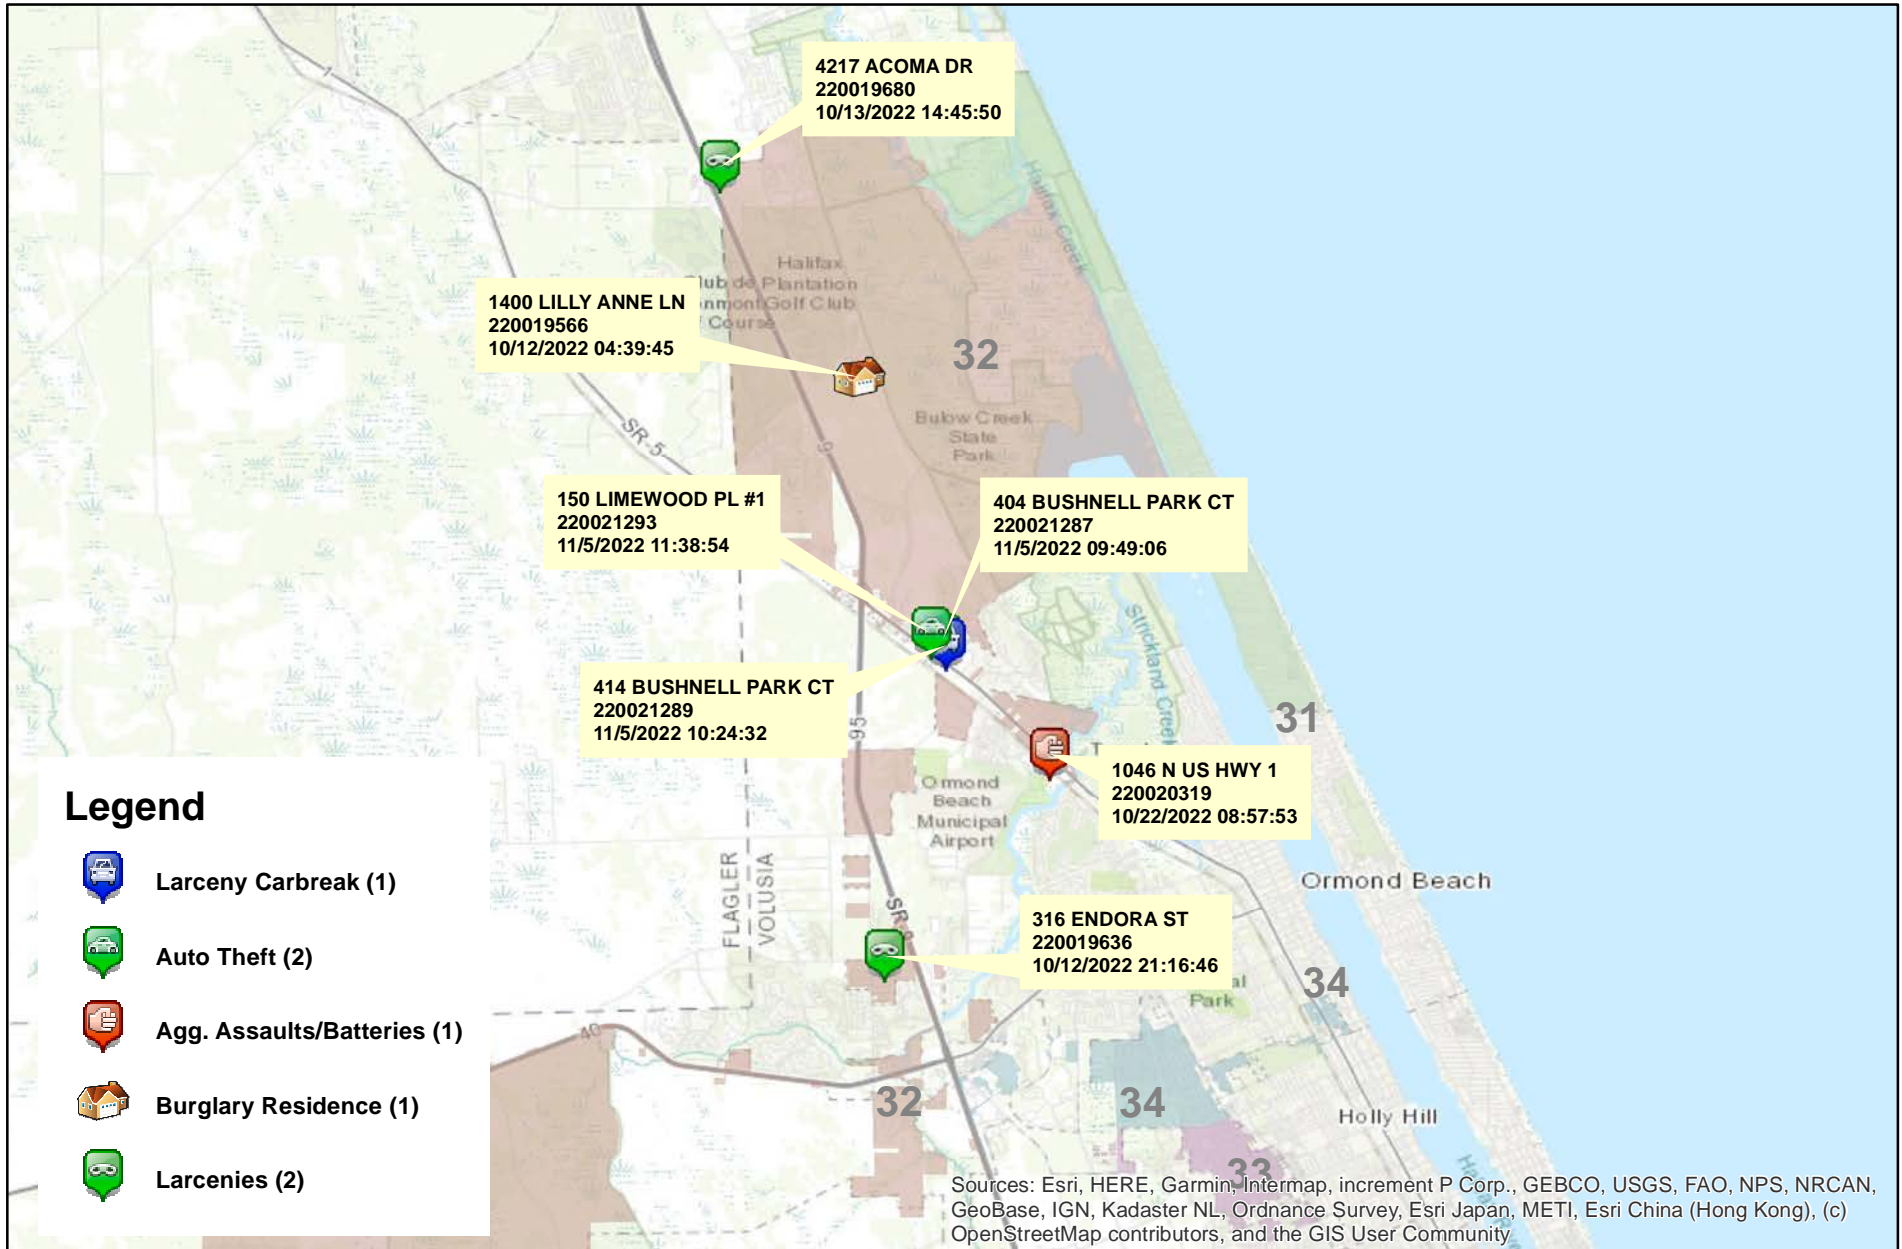 4217 ACOMA DR
220019680
10/13/2022 14:45:50
1
Halifax Creek
Halifax
Plantation
Golf Club
Club de
Course
1400 LILLY ANNE LN
220019566
10/12/2022 04:39:45
32
Bulow Creek
State
Park
SR-5
150 LIMEWOOD PL #1
220021293
11/5/2022 11:38:54
404 BUSHNELL PARK CT
220021287
11/5/2022 09:49:06
Strickland Creek
414 BUSHNELL PARK CT
220021289
11/5/2022 10:24:32
95
31
1046 N US HWY 1
220020319
10/22/2022 08:57:53
Ormond
Beach
Municipal
Airport
FLAGLER
VOLUSIA
Ormond Beach
316 ENDORA ST
220019636
10/12/2022 21:16:46
Park
34
40
32
34
Holly Hill
33
Legend
Larceny Carbreak (1)
Auto Theft (2)
Agg. Assaults/Batteries (1)
Burglary Residence (1)
Larcenies (2)
Sources: Esri, HERE, Garmin, Intermap, increment P Corp., GEBCO, USGS, FAO, NPS, NRCAN,
GeoBase, IGN, Kadaster NL, Ordnance Survey, Esri Japan, METI, Esri China (Hong Kong), (c)
OpenStreetMap contributors, and the GIS User Community